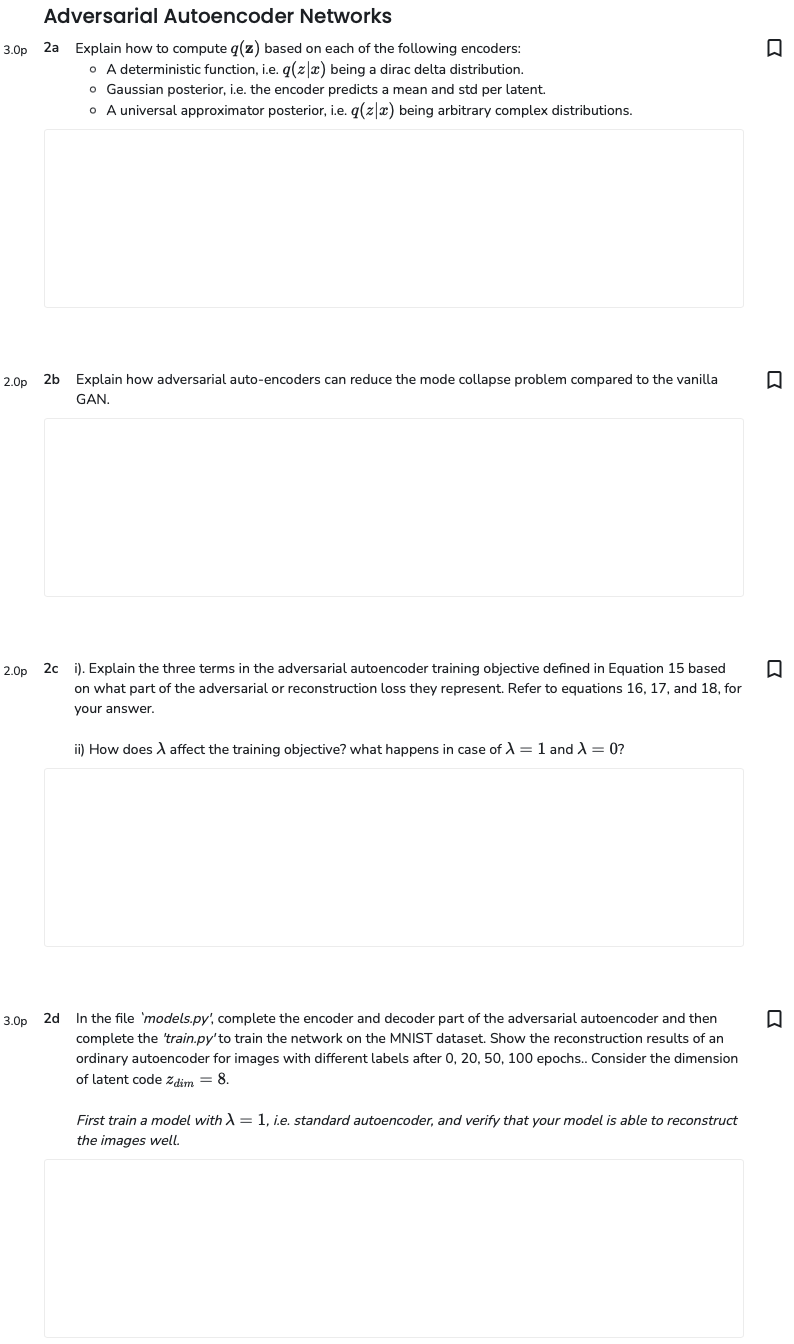 Adversarial Autoencoder Networks
3.0p 2a Explain how to compute q(𝐳) based on each of the following encoders:
∘ A deterministic function, i.e. q(z|x) being a dirac delta distribution.
∘ Gaussian posterior, i.e. the encoder predicts a mean and std per latent.
∘ A universal approximator posterior, i.e. q(z|x) being arbitrary complex distributions.
2.0p 2b Explain how adversarial auto-encoders can reduce the mode collapse problem compared to the vanilla
GAN.
2.0p 2c i). Explain the three terms in the adversarial autoencoder training objective defined in Equation 15 based
on what part of the adversarial or reconstruction loss they represent. Refer to equations 16, 17, and 18, for
your answer.
ii) How does λ affect the training objective? what happens in case of λ = 1 and λ = 0?
3.0p 2d In the file `models.py', complete the encoder and decoder part of the adversarial autoencoder and then
complete the 'train.py' to train the network on the MNIST dataset. Show the reconstruction results of an
ordinary autoencoder for images with different labels after 0, 20, 50, 100 epochs.. Consider the dimension
of latent code z_dim = 8.
First train a model with λ = 1, i.e. standard autoencoder, and verify that your model is able to reconstruct
the images well.